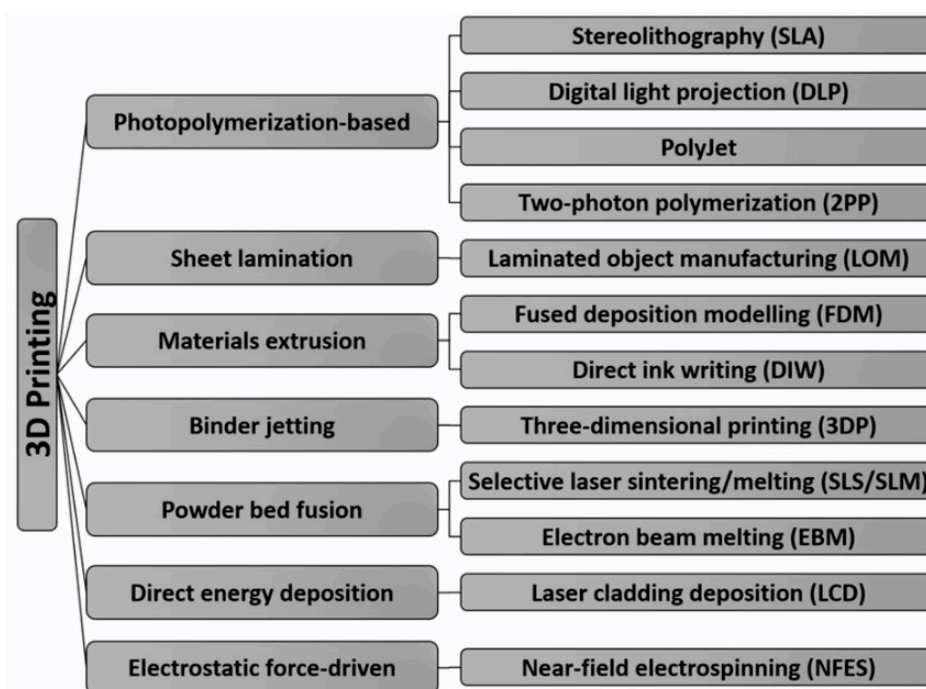 3D Printing
Photopolymerization-based
Stereolithography (SLA)
Digital light projection (DLP)
PolyJet
Two-photon polymerization (2PP)
Sheet lamination
Laminated object manufacturing (LOM)
Materials extrusion
Fused deposition modelling (FDM)
Direct ink writing (DIW)
Binder jetting
Three-dimensional printing (3DP)
Powder bed fusion
Selective laser sintering/melting (SLS/SLM)
Electron beam melting (EBM)
Direct energy deposition
Laser cladding deposition (LCD)
Electrostatic force-driven
Near-field electrospinning (NFES)